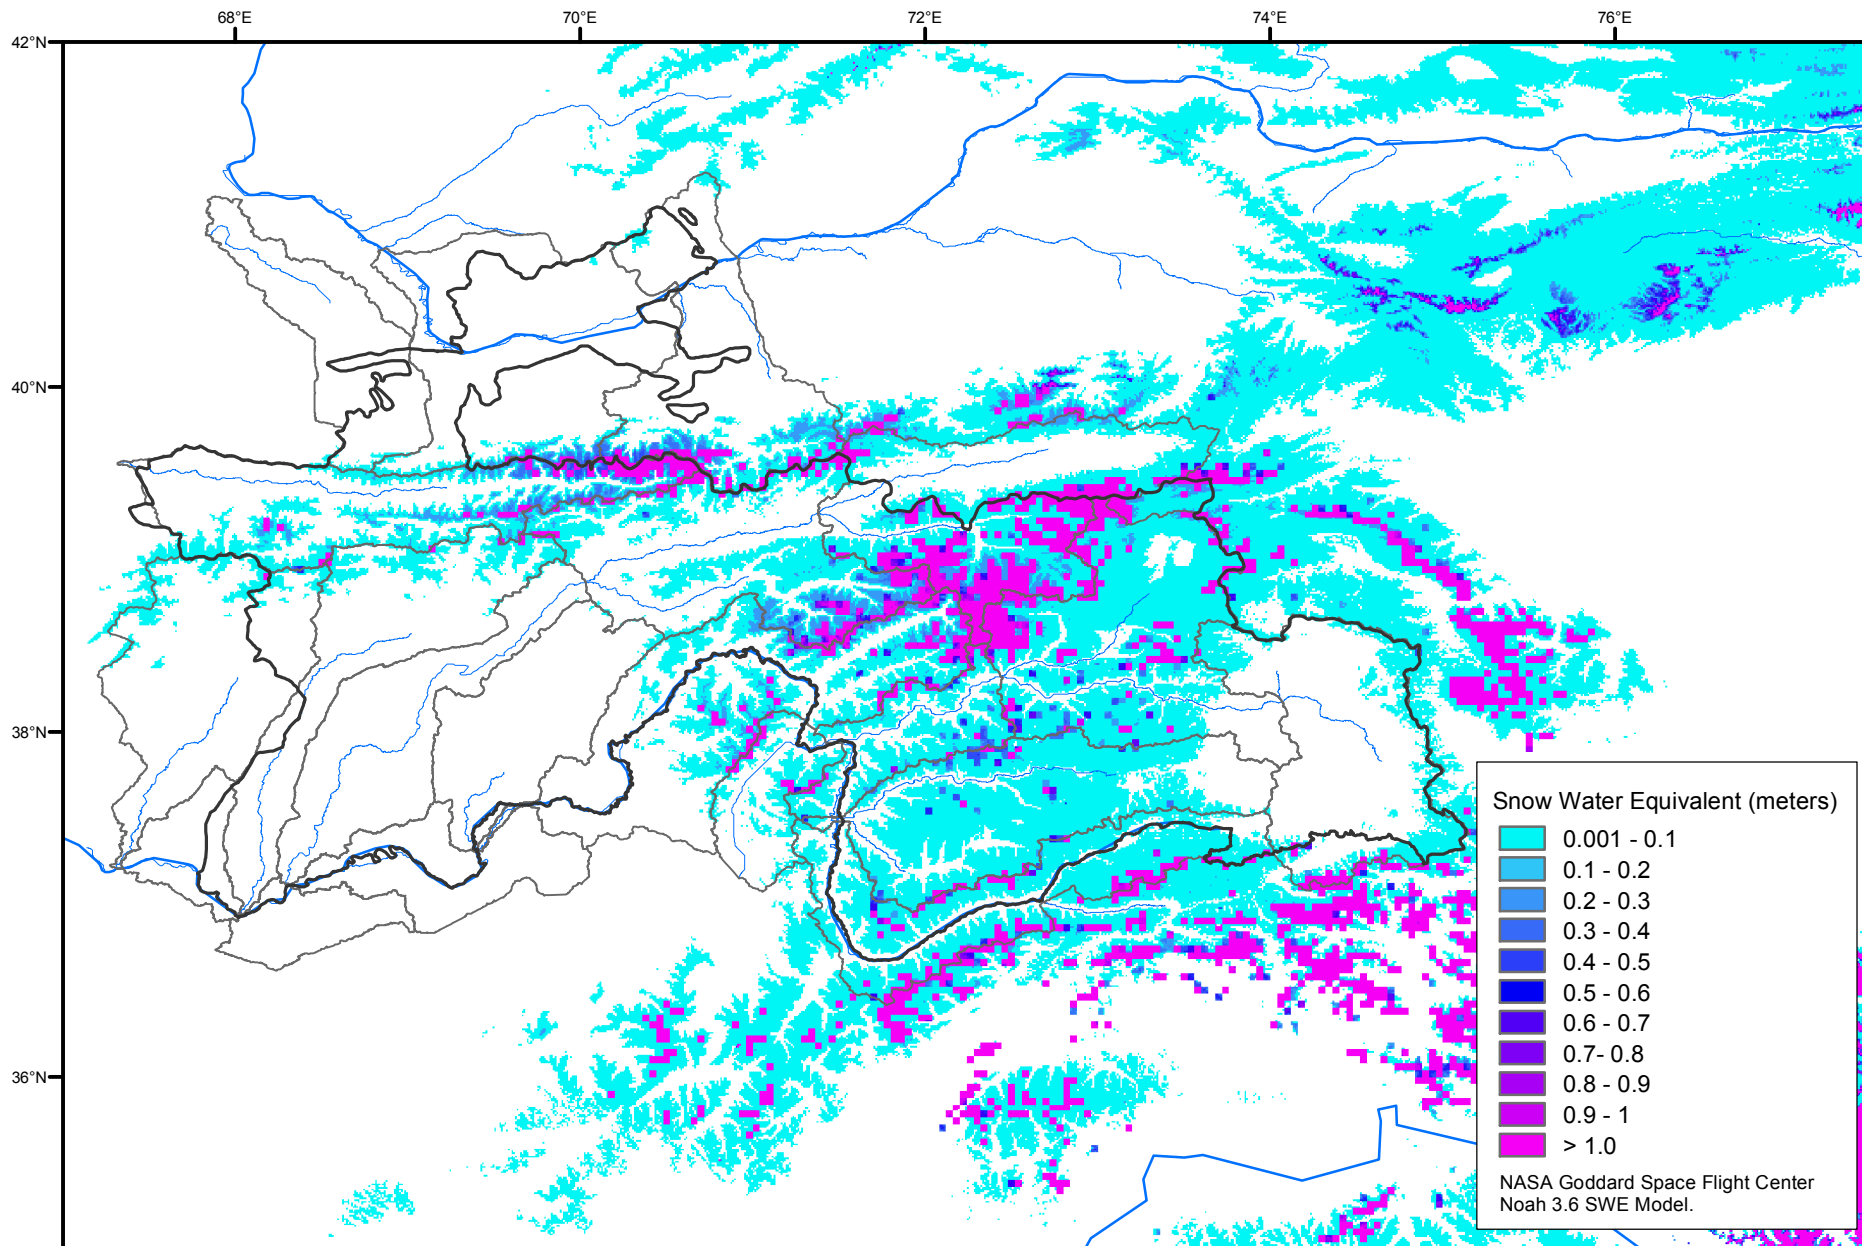 68°E
70°E
72°E
74°E
76°E
42°N
40°N
38°N
36°N
Snow Water Equivalent (meters)
0.001 - 0.1
0.1 - 0.2
0.2 - 0.3
0.3 - 0.4
0.4 - 0.5
0.5 - 0.6
0.6 - 0.7
0.7- 0.8
0.8 - 0.9
0.9 - 1
> 1.0
NASA Goddard Space Flight Center
Noah 3.6 SWE Model.